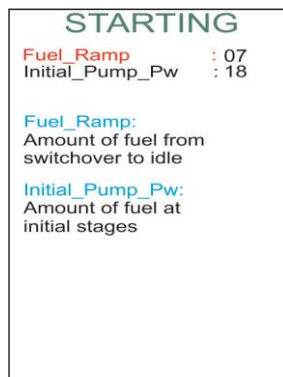 STARTING
Fuel_Ramp : 07
Initial_Pump_Pw : 18
Fuel_Ramp:
Amount of fuel from
switchover to idle
Initial_Pump_Pw:
Amount of fuel at
initial stages